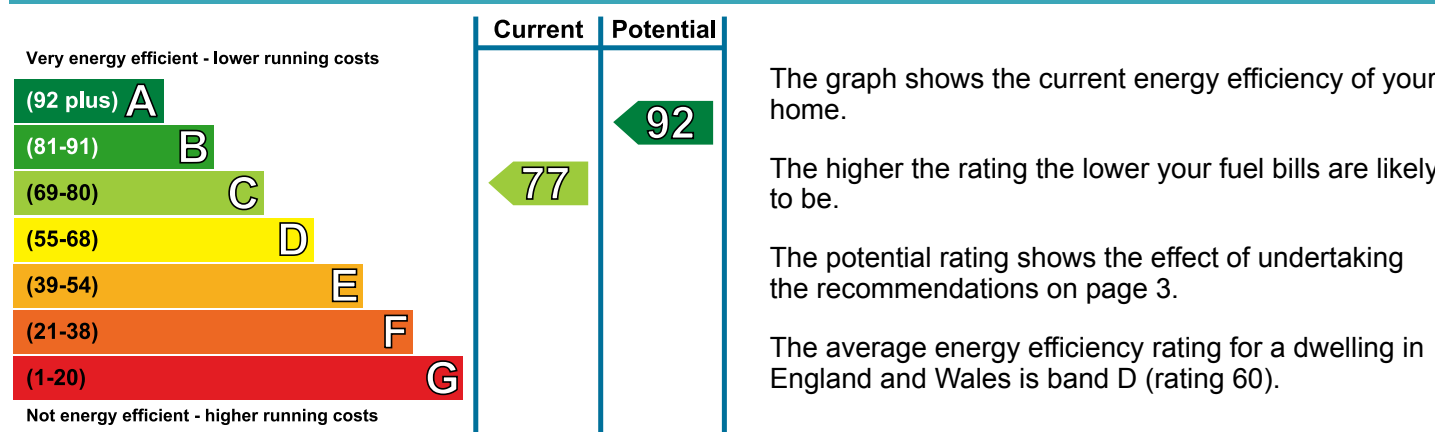 Current Potential
Very energy efficient - lower running costs
(92 plus) A
(81-91) B
(69-80) C
(55-68) D
(39-54) E
(21-38) F
(1-20) G
Not energy efficient - higher running costs
77
92
The graph shows the current energy efficiency of your
home.
The higher the rating the lower your fuel bills are likely
to be.
The potential rating shows the effect of undertaking
the recommendations on page 3.
The average energy efficiency rating for a dwelling in
England and Wales is band D (rating 60).